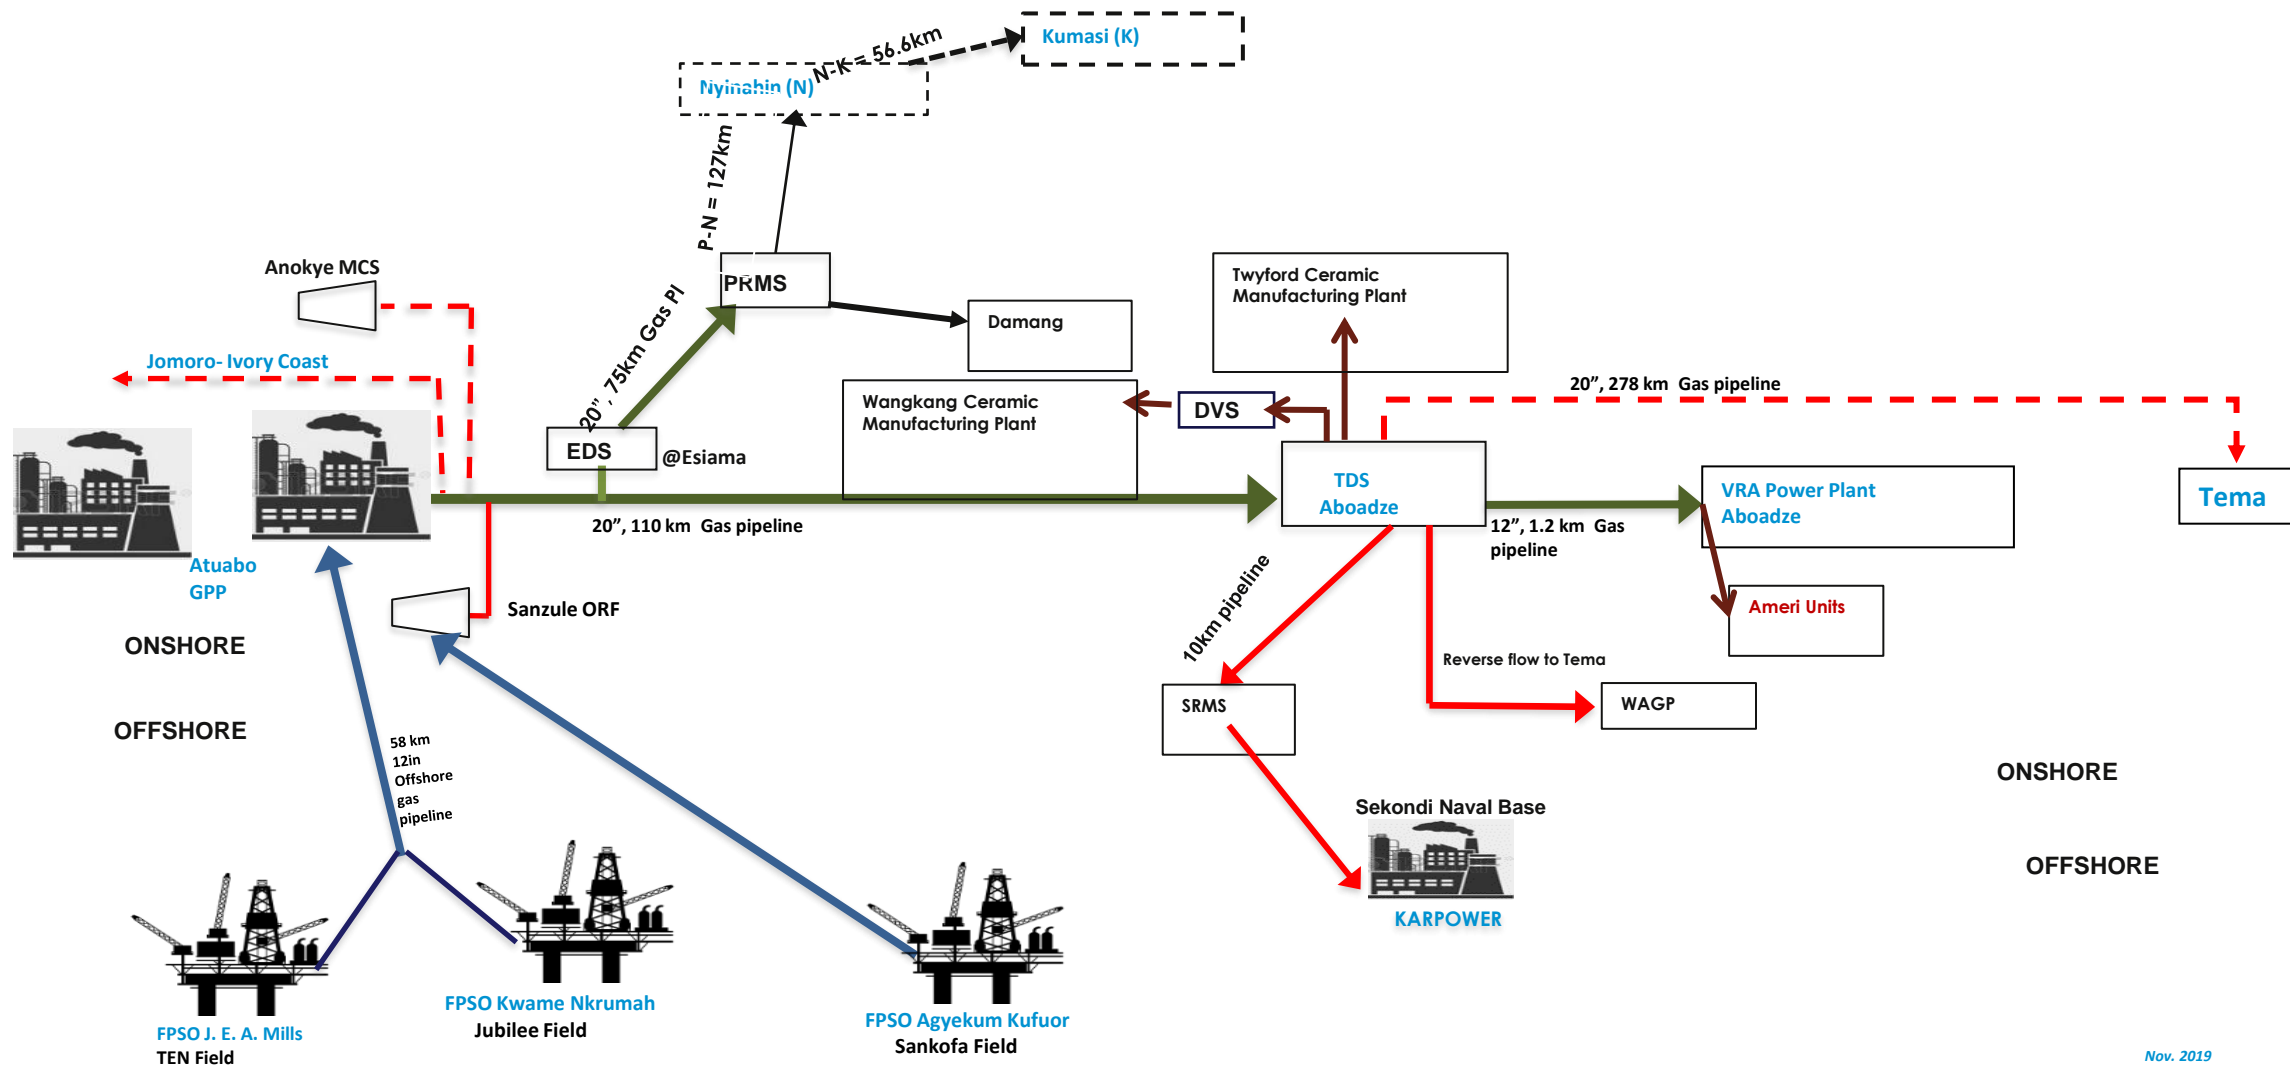 N-K = 56.6km
Kumasi (K)
Nyinahin (N)
P-N = 127km
Anokye MCS
PRMS
20”, 75km Gas Pl
Damang
Twyford Ceramic
Manufacturing Plant
Jomoro- Ivory Coast
20”, 278 km Gas pipeline
Wangkang Ceramic
Manufacturing Plant
DVS
EDS
@Esiama
TDS
Aboadze
VRA Power Plant
Aboadze
Tema
20”, 110 km Gas pipeline
12”, 1.2 km Gas
pipeline
Atuabo
GPP
Sanzule ORF
Ameri Units
10km pipeline
ONSHORE
Reverse flow to Tema
SRMS
WAGP
OFFSHORE
58 km
12in
Offshore
gas
pipeline
ONSHORE
Sekondi Naval Base
OFFSHORE
KARPOWER
FPSO Kwame Nkrumah
Jubilee Field
FPSO Agyekum Kufuor
Sankofa Field
FPSO J. E. A. Mills
TEN Field
Nov. 2019